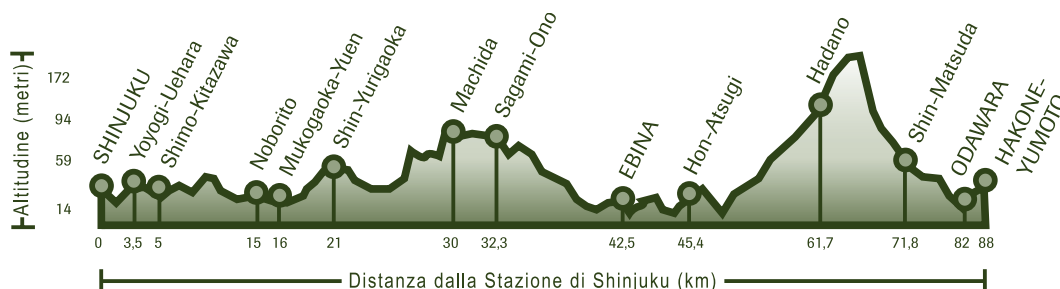 Altitudine (metri)
172
94
59
14
SHINJUKU
Yoyogi-Uehara
Shimo-Kitazawa
Noborito
Mukogaoka-Yuen
Shin-Yurigaoka
Machida
Sagami-Ono
EBINA
Hon-Atsugi
Hadano
Shin-Matsuda
ODAWARA
HAKONE-
YUMOTO
0 3,5 5 15 16 21 30 32,3 42,5 45,4 61,7 71,8 82 88
Distanza dalla Stazione di Shinjuku (km)